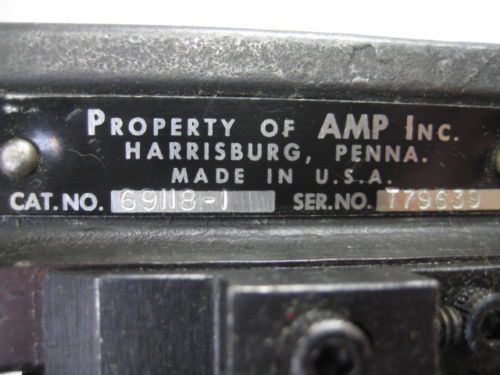 PROPERTY OF AMP INC.
HARRISBURG, PENNA.
MADE IN U.S.A.
CAT.NO. 69118-1 SER.NO. T79639